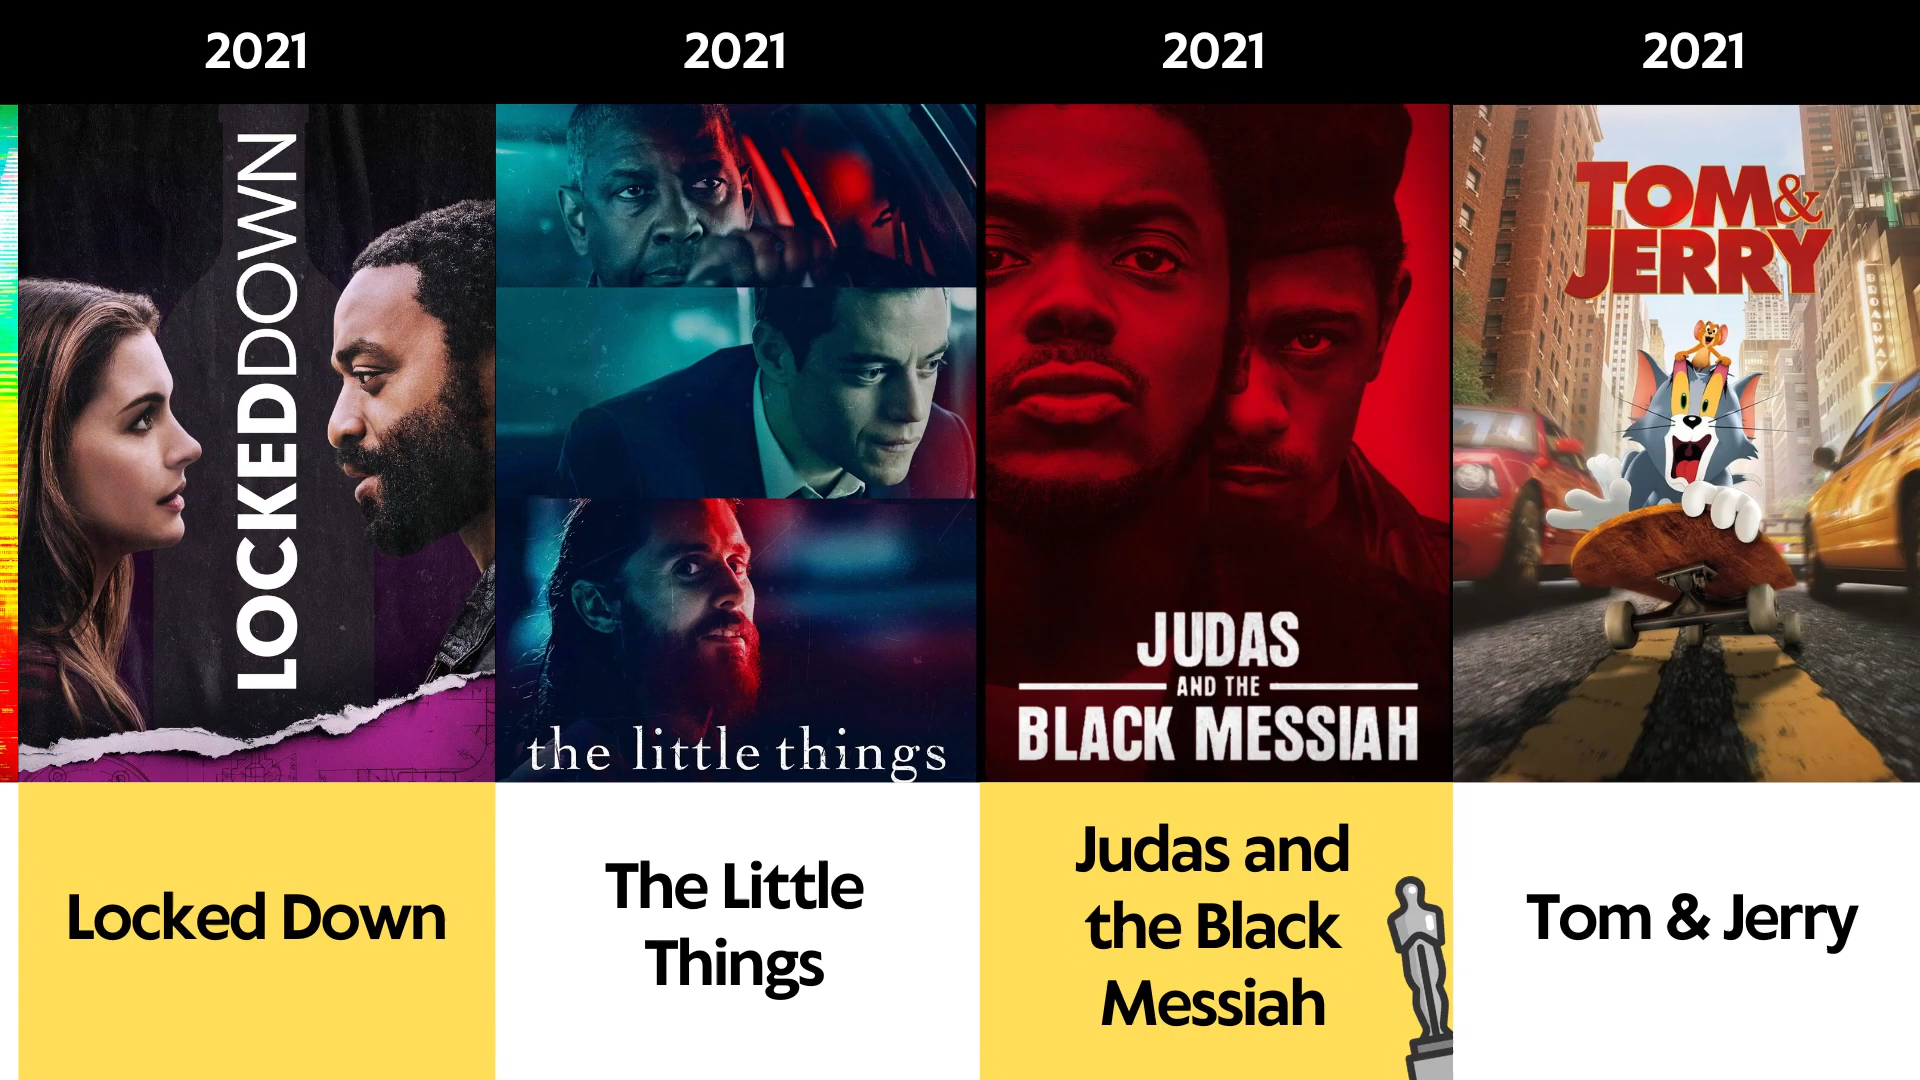 2021
2021
2021
2021
LOCKEDDOWN
the little things
JUDAS
AND THE
BLACK MESSIAH
TOM&
JERRY
BROADWAY
Locked Down
The Little
Things
Judas and
the Black
Messiah
Tom & Jerry